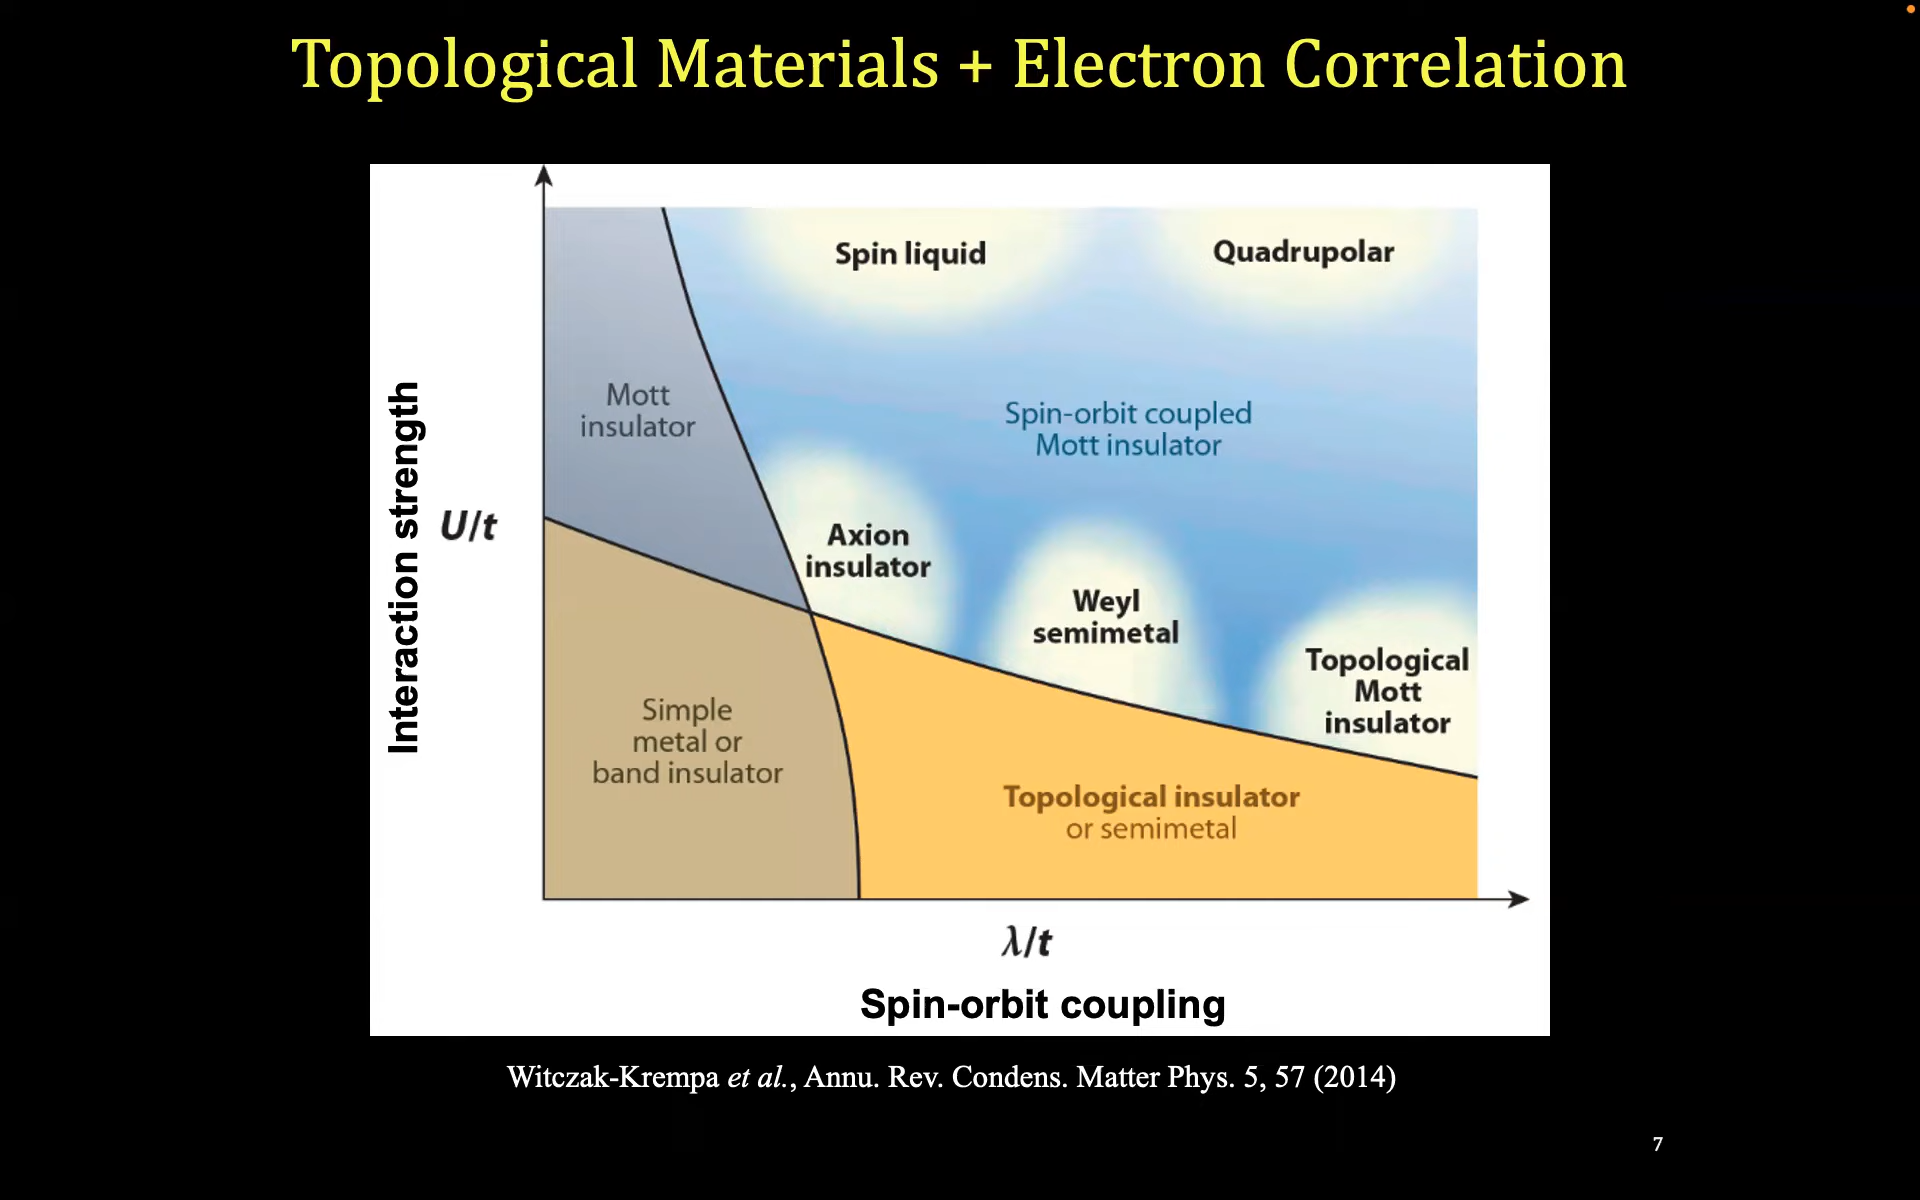 Topological Materials + Electron Correlation
Spin liquid
Quadrupolar
Mott
insulator
Spin-orbit coupled
Mott insulator
Interaction strength
U/t
Axion
insulator
Weyl
semimetal
Topological
Mott
insulator
Simple
metal or
band insulator
Topological insulator
or semimetal
λ/t
Spin-orbit coupling
Witczak-Krempa et al., Annu. Rev. Condens. Matter Phys. 5, 57 (2014)
7